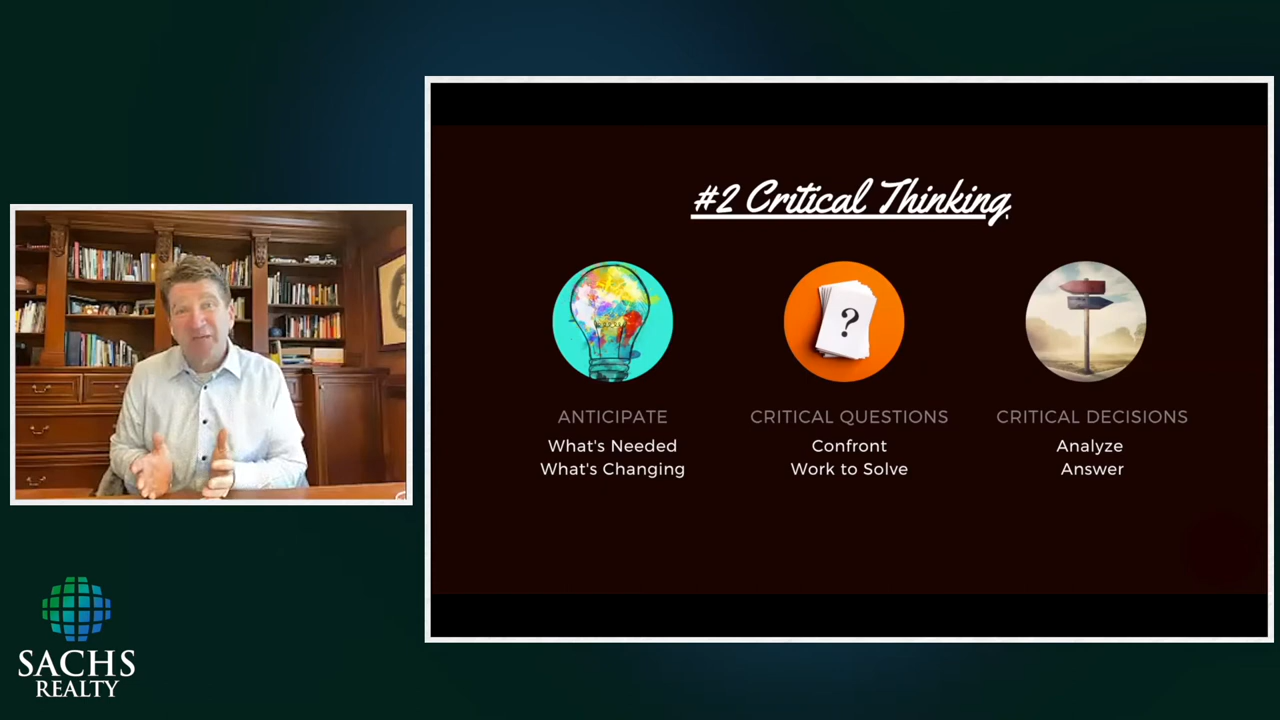 #2 Critical Thinking
?
ANTICIPATE
What's Needed
What's Changing
CRITICAL QUESTIONS
Confront
Work to Solve
CRITICAL DECISIONS
Analyze
Answer
SACHS
REALTY